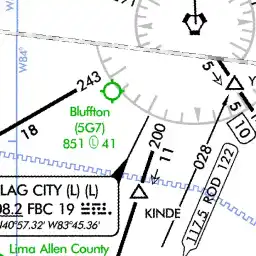 W84°
243
5
Y
5
10
Bluffton
(5G7)
851 Ⓛ 41
18
200
11
028
122
ROD
117.5
LAG CITY (L) (L)
08.2 FBC 19
N40°57.32' W83°45.36'
KINDE
Lima Allen County